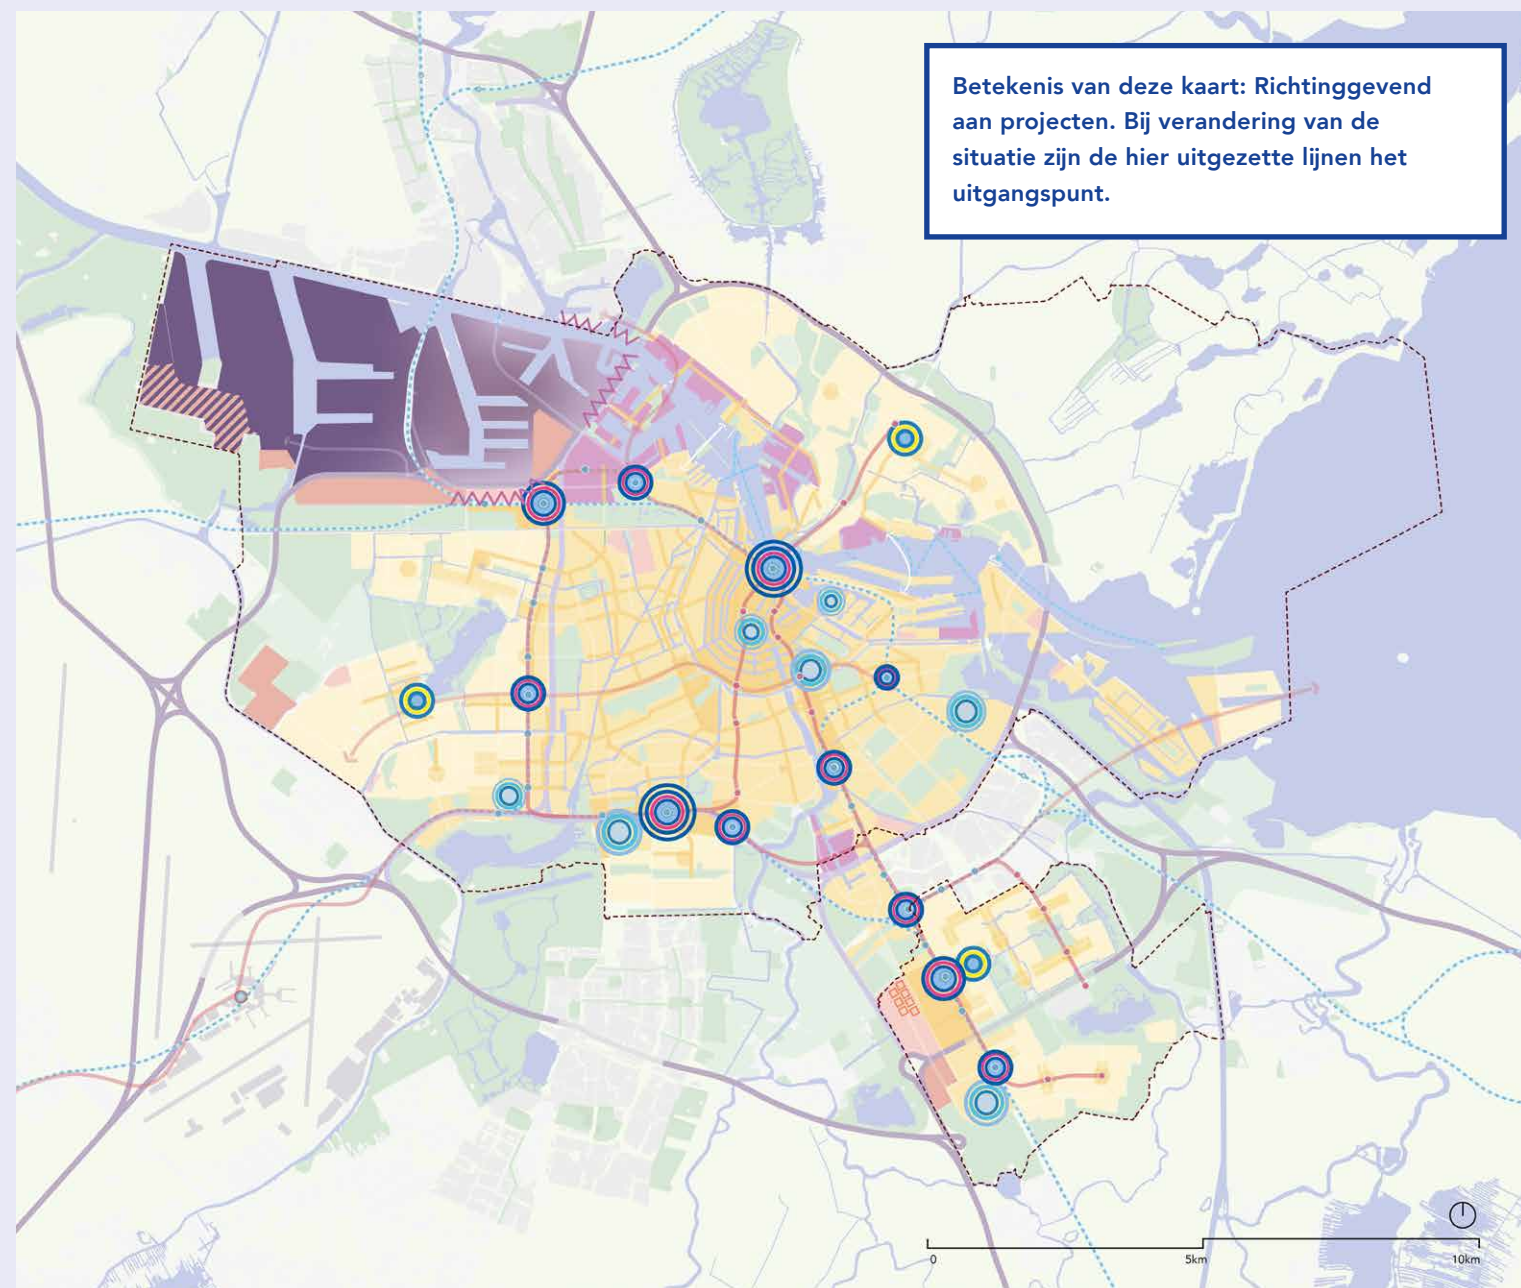 Betekenis van deze kaart: Richtinggevend
aan projecten. Bij verandering van de
situatie zijn de hier uitgezette lijnen het
uitgangspunt.
0
5km
10km